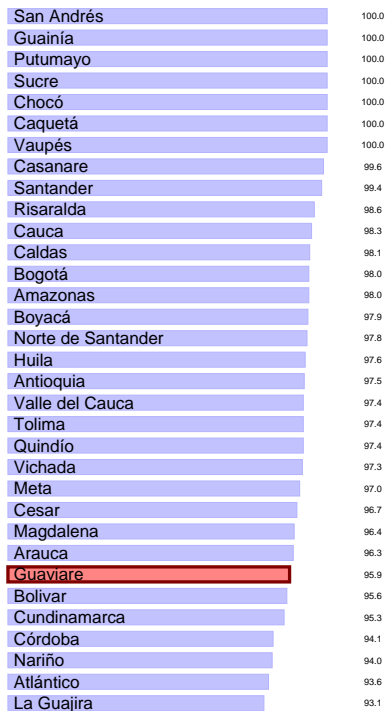 San Andrés 100.0
Guainía 100.0
Putumayo 100.0
Sucre 100.0
Chocó 100.0
Caquetá 100.0
Vaupés 100.0
Casanare 99.6
Santander 99.4
Risaralda 98.6
Cauca 98.3
Caldas 98.1
Bogotá 98.0
Amazonas 98.0
Boyacá 97.9
Norte de Santander 97.8
Huila 97.6
Antioquia 97.5
Valle del Cauca 97.4
Tolima 97.4
Quindío 97.4
Vichada 97.3
Meta 97.0
Cesar 96.7
Magdalena 96.4
Arauca 96.3
Guaviare 95.9
Bolivar 95.6
Cundinamarca 95.3
Córdoba 94.1
Nariño 94.0
Atlántico 93.6
La Guajira 93.1